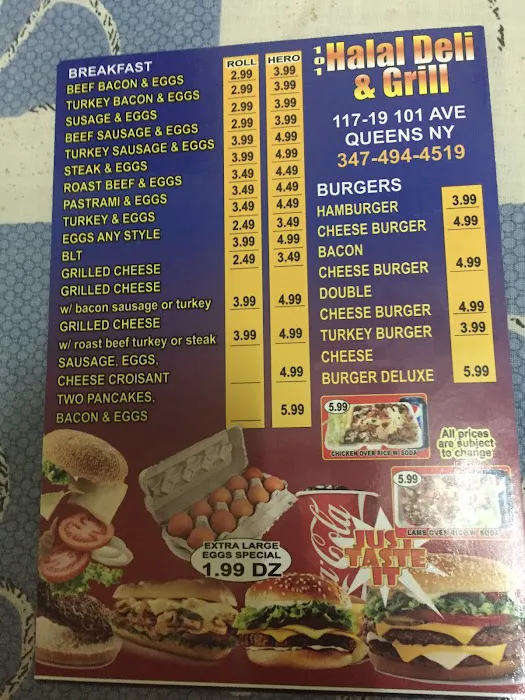 101 Halal Deli
& Grill
117-19 101 AVE
QUEENS NY
347-494-4519
BREAKFAST ROLL HERO
BEEF BACON & EGGS 2.99 3.99
TURKEY BACON & EGGS 2.99 3.99
SUSAGE & EGGS 2.99 3.99
BEEF SAUSAGE & EGGS 2.99 3.99
TURKEY SAUSAGE & EGGS 3.99 4.99
STEAK & EGGS 3.99 4.99
ROAST BEEF & EGGS 3.49 4.49
PASTRAMI & EGGS 3.49 4.49
TURKEY & EGGS 3.49 4.49
EGGS ANY STYLE 2.49 3.49
BLT 3.99 4.99
GRILLED CHEESE 2.49 3.49
GRILLED CHEESE
w/ bacon sausage or turkey 3.99 4.99
GRILLED CHEESE
w/ roast beef turkey or steak 3.99 4.99
SAUSAGE, EGGS,
CHEESE CROISANT 4.99
TWO PANCAKES,
BACON & EGGS 5.99
BURGERS
HAMBURGER 3.99
CHEESE BURGER 4.99
BACON
CHEESE BURGER 4.99
DOUBLE
CHEESE BURGER 4.99
TURKEY BURGER 3.99
CHEESE
BURGER DELUXE 5.99
5.99
CHICKEN OVER RICE W/ SODA
All prices
are subject
to change
5.99
LAMB OVER RICE W/ SODA
EXTRA LARGE
EGGS SPECIAL
1.99 DZ
Coca-Cola
JUST
TASTE
IT